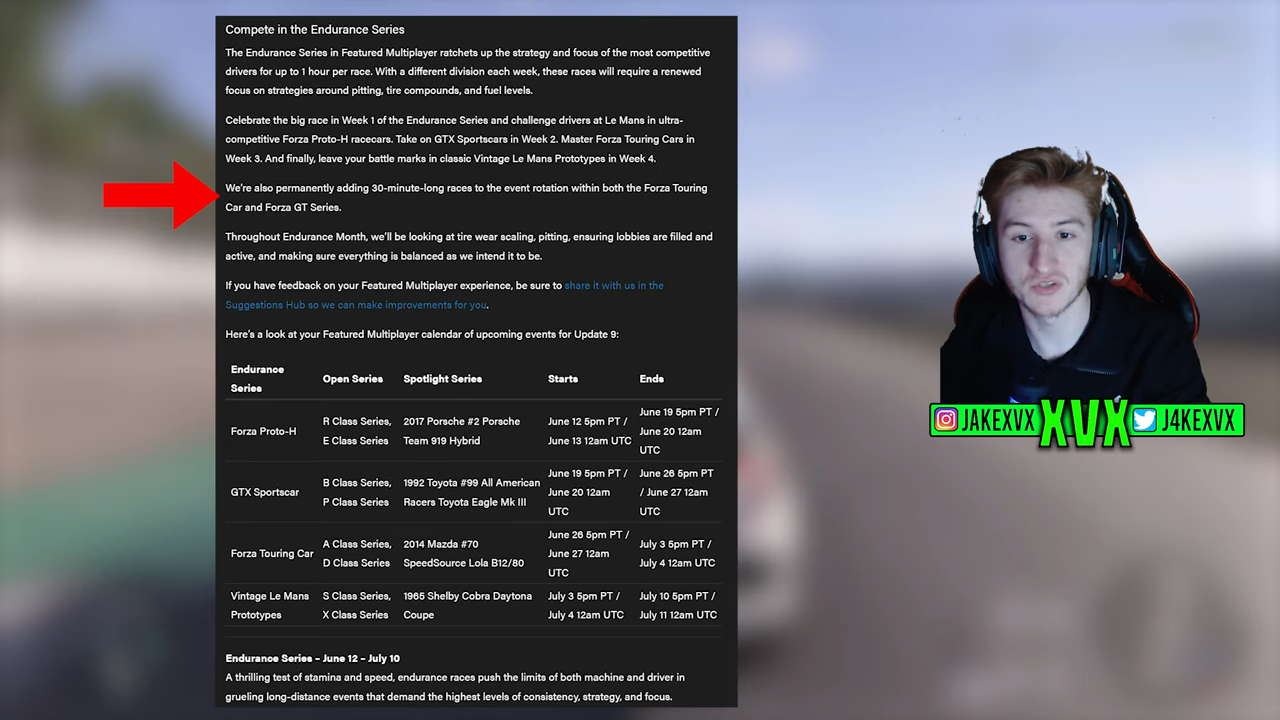 Compete in the Endurance Series
The Endurance Series in Featured Multiplayer ratchets up the strategy and focus of the most competitive
drivers for up to 1 hour per race. With a different division each week, these races will require a renewed
focus on strategies around pitting, tire compounds, and fuel levels.
Celebrate the big race in Week 1 of the Endurance Series and challenge drivers at Le Mans in ultra-
competitive Forza Proto-H racecars. Take on GTX Sportscars in Week 2. Master Forza Touring Cars in
Week 3. And finally, leave your battle marks in classic Vintage Le Mans Prototypes in Week 4.
We're also permanently adding 30-minute-long races to the event rotation within both the Forza Touring
Car and Forza GT Series.
Throughout Endurance Month, we'll be looking at tire wear scaling, pitting, ensuring lobbies are filled and
active, and making sure everything is balanced as we intend it to be.
If you have feedback on your Featured Multiplayer experience, be sure to share it with us in the
Suggestions Hub so we can make improvements for you.
Here's a look at your Featured Multiplayer calendar of upcoming events for Update 9:
Endurance
Series
Open Series
Spotlight Series
Starts
Ends
Forza Proto-H
R Class Series,
E Class Series
2017 Porsche #2 Porsche
Team 919 Hybrid
June 12 5pm PT /
June 13 12am UTC
June 19 5pm PT /
June 20 12am
UTC
GTX Sportscar
B Class Series,
P Class Series
1992 Toyota #99 All American
Racers Toyota Eagle Mk III
June 19 5pm PT /
June 20 12am
UTC
June 26 5pm PT
/ June 27 12am
UTC
Forza Touring Car
A Class Series,
D Class Series
2014 Mazda #70
SpeedSource Lola B12/80
June 26 5pm PT /
June 27 12am
UTC
July 3 5pm PT /
July 4 12am UTC
Vintage Le Mans
Prototypes
S Class Series,
X Class Series
1965 Shelby Cobra Daytona
Coupe
July 3 5pm PT /
July 4 12am UTC
July 10 5pm PT /
July 11 12am UTC
Endurance Series – June 12 – July 10
A thrilling test of stamina and speed, endurance races push the limits of both machine and driver in
grueling long-distance events that demand the highest levels of consistency, strategy, and focus.
JAKEXVX XVX J4KEXVX